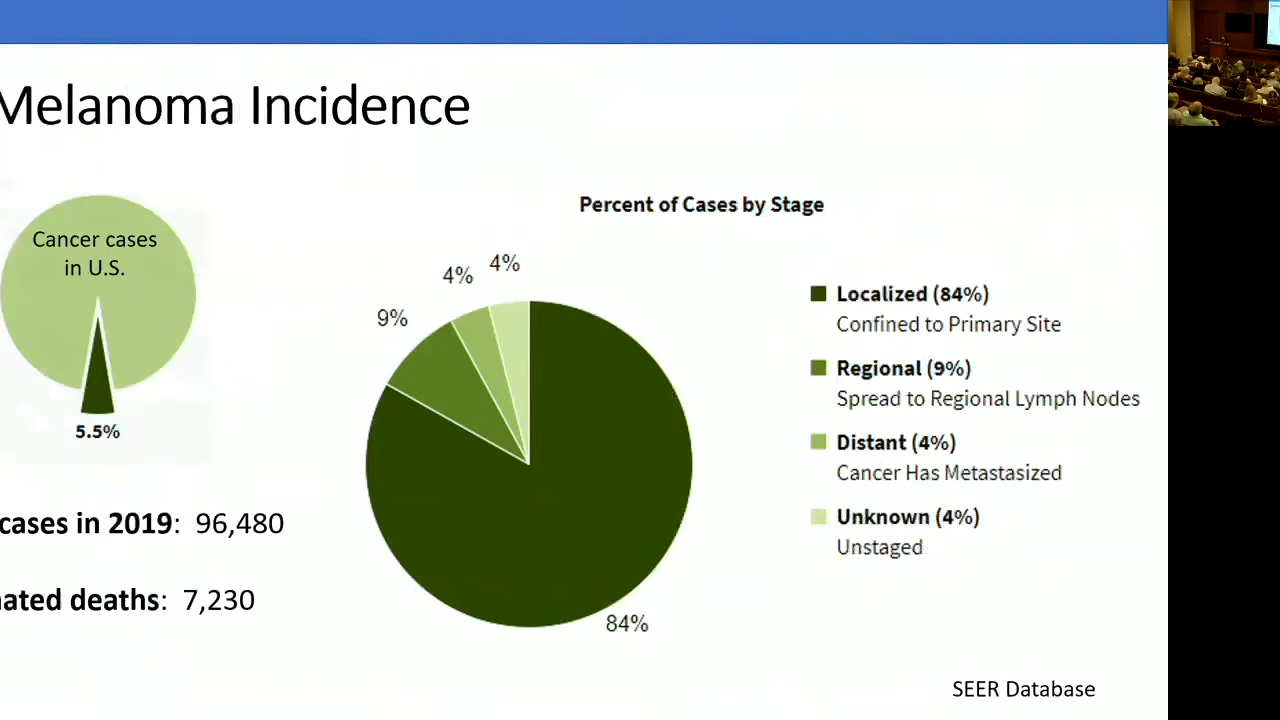 Melanoma Incidence
Cancer cases
in U.S.
5.5%
cases in 2019: 96,480
ated deaths: 7,230
Percent of Cases by Stage
4%
4%
9%
84%
Localized (84%)
Confined to Primary Site
Regional (9%)
Spread to Regional Lymph Nodes
Distant (4%)
Cancer Has Metastasized
Unknown (4%)
Unstaged
SEER Database